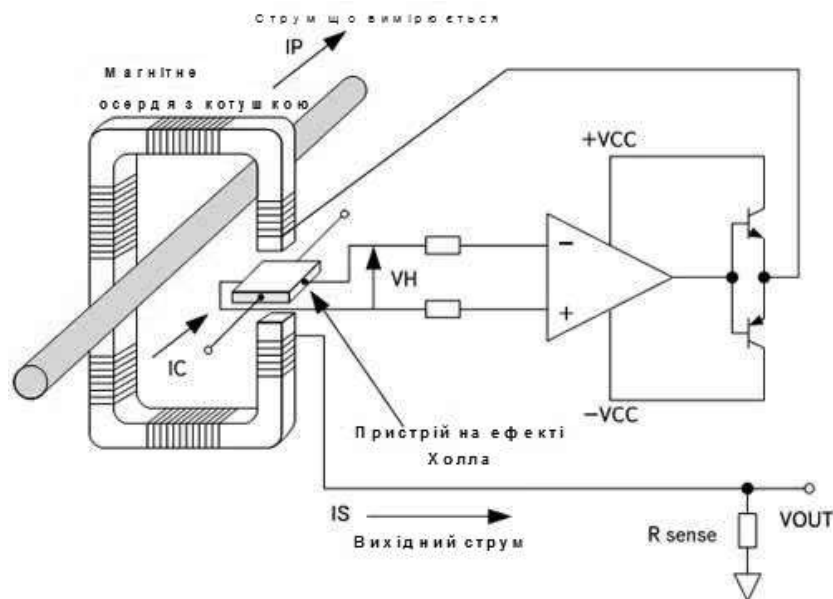 Струм що вимірюється
IP
Магнітне
осердя з котушкою
+VCC
−
VH
+
IC
−VCC
Пристрій на ефекті
Холла
IS
Вихідний струм
R sense
VOUT